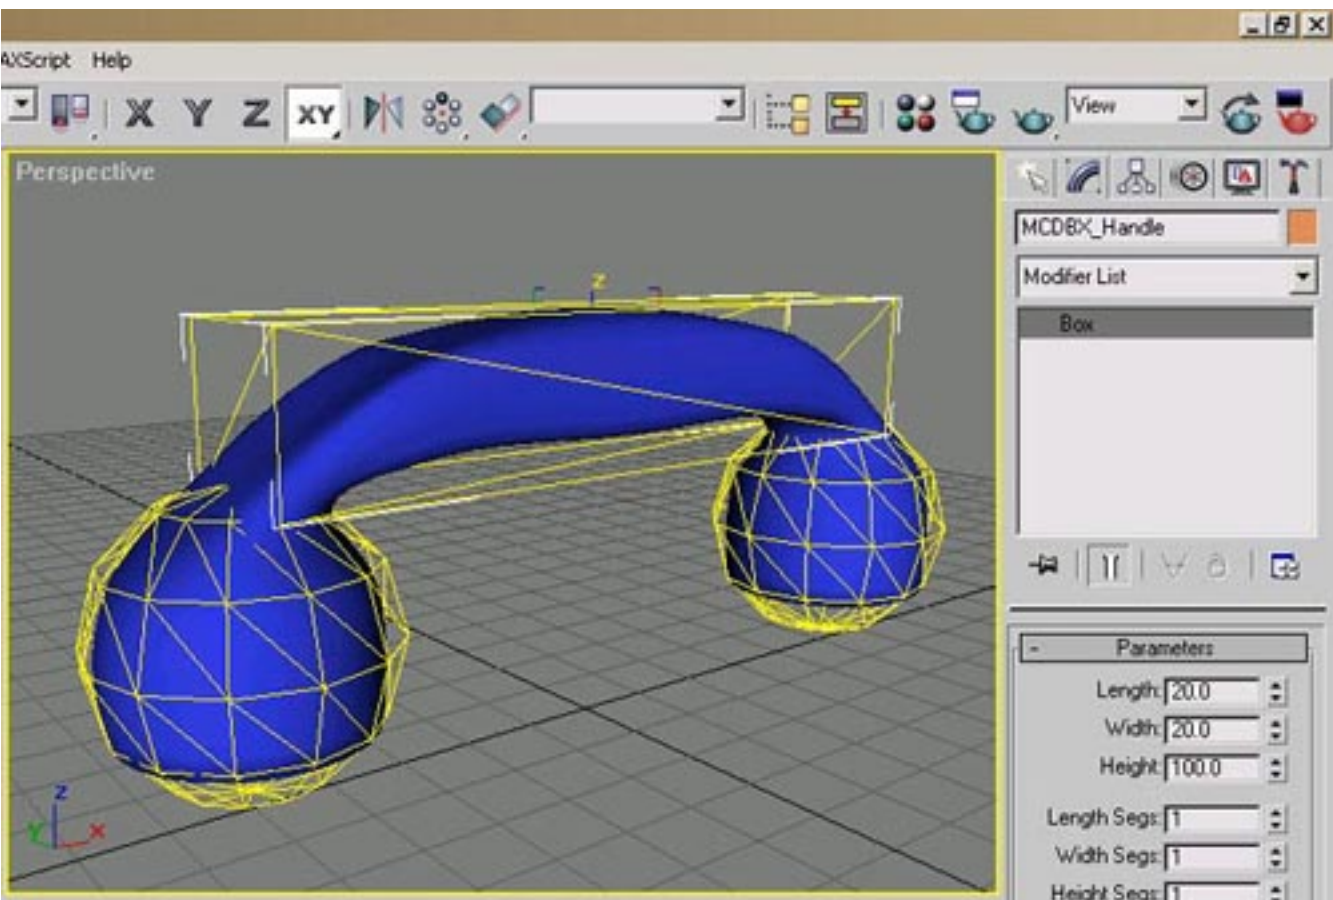 AXScript Help
X Y Z XY View
Perspective
MCDBX_Handle
Modifier List
Box
Parameters
Length: 20.0
Width: 20.0
Height: 100.0
Length Segs: 1
Width Segs: 1
Height Segs: 1
z
z
Y x